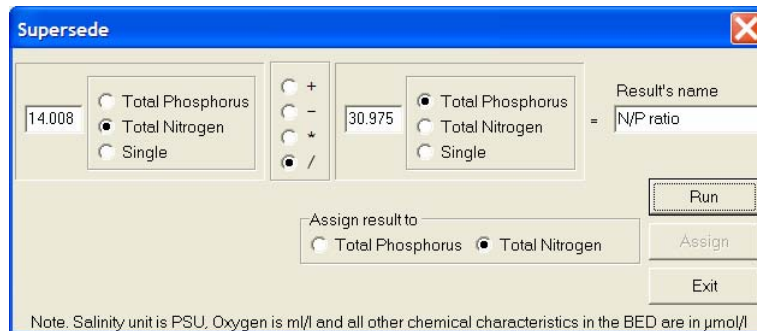 Supersede
14.008
Total Phosphorus
Total Nitrogen
Single
+
-
*
/
30.975
Total Phosphorus
Total Nitrogen
Single
=
Result's name
N/P ratio
Run
Assign result to
Total Phosphorus Total Nitrogen
Assign
Exit
Note. Salinity unit is PSU, Oxygen is ml/l and all other chemical characteristics in the BED are in µmol/l